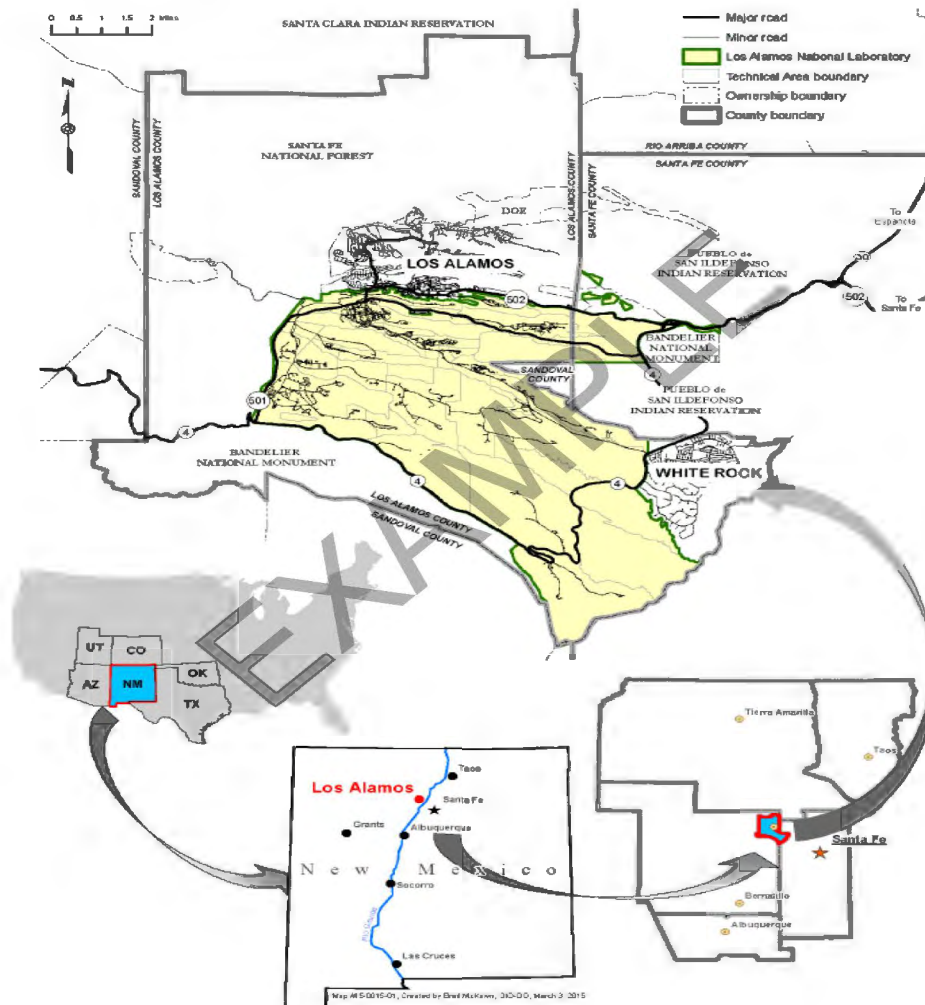 0 0.5 1 2 Miles
SANTA CLARA INDIAN RESERVATION
Major road
Minor road
Los Alamos National Laboratory
Technical Area boundary
Ownership boundary
County boundary
SANDOVAL COUNTY
LOS ALAMOS COUNTY
SANTA FE
NATIONAL FOREST
RIO ARRIBA COUNTY
SANTA FE COUNTY
LOS ALAMOS COUNTY
SANTA FE COUNTY
DOE
To
Española
LOS ALAMOS
PUEBLO de
SAN ILDEFONSO
INDIAN RESERVATION
30
502
502
To
Santa Fe
BANDELIER
NATIONAL
MONUMENT
SANDOVAL
COUNTY
4
PUEBLO de
SAN ILDEFONSO
INDIAN RESERVATION
501
4
BANDELIER
NATIONAL MONUMENT
WHITE ROCK
4
4
LOS ALAMOS COUNTY
SANDOVAL COUNTY
EXAMPLE
UT
CO
AZ
NM
OK
TX
Tierra Amarilla
Taos
Santa Fe
Bernalillo
Albuquerque
Taos
Los Alamos
Santa Fe
Grants
Albuquerque
New Mexico
Socorro
Rio Grande
Las Cruces